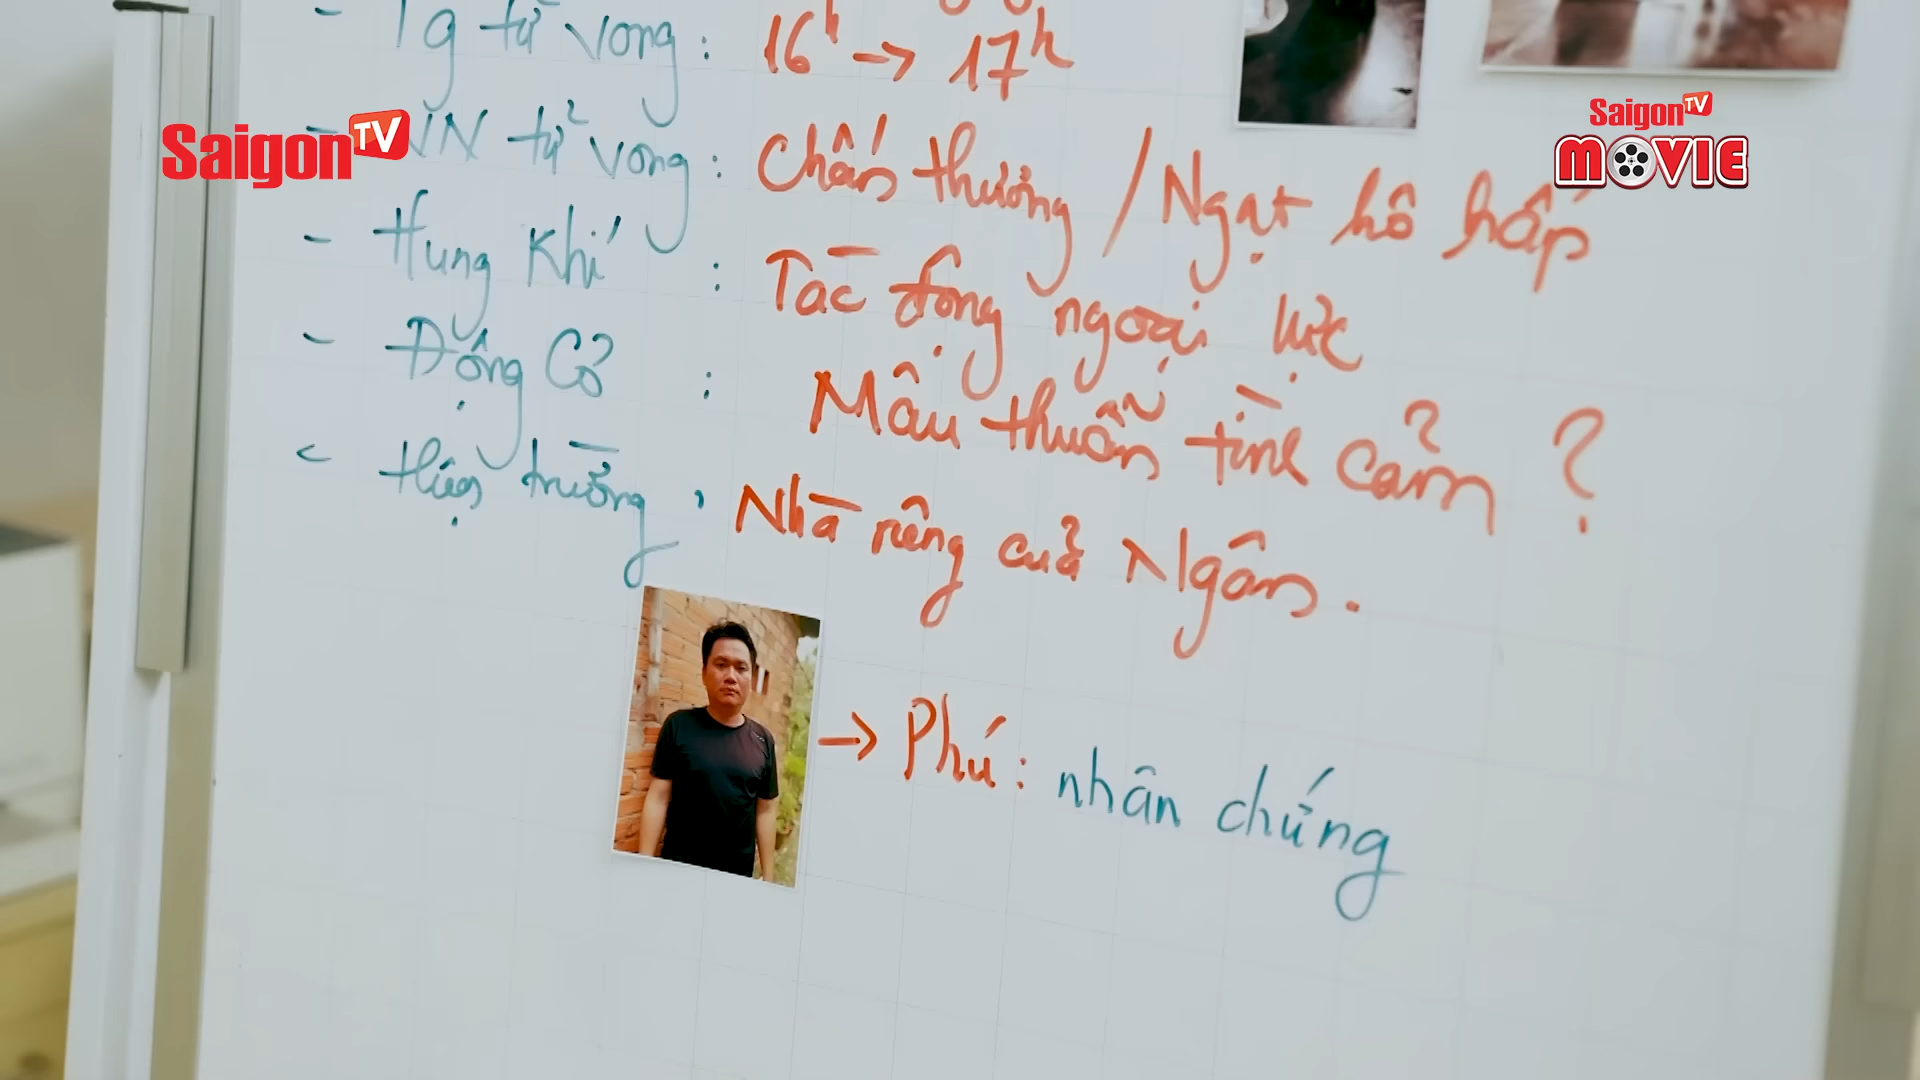 - Tg tử vong : 16h → 17h
SaigonTV
SaigonTV MOVIE
- NN tử vong : Chấn thương / Ngạt hô hấp
- Hung Khí : Tác động ngoại lực
- Động Cơ : Mâu thuẫn tình cảm ?
- Hiện trường : Nhà riêng của Ngân.
→ Phú : nhân chứng